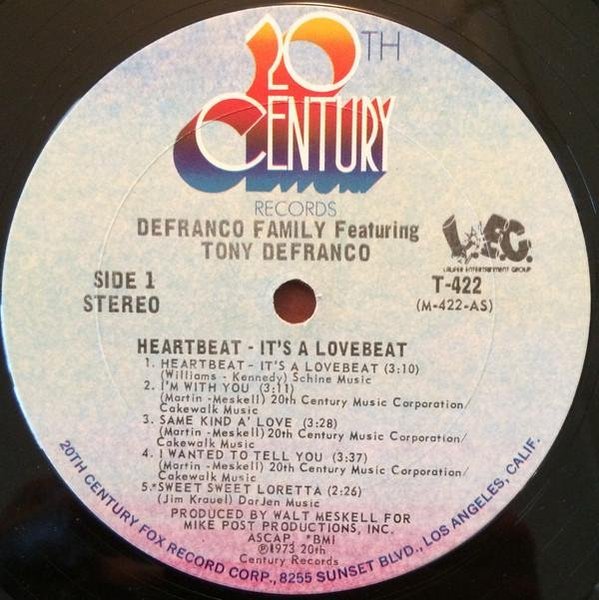 20TH
CENTURY
RECORDS
DEFRANCO FAMILY Featuring
TONY DEFRANCO
L.E.G.
LAUFER ENTERTAINMENT GROUP
SIDE 1
STEREO
T-422
(M-422-AS)
HEARTBEAT - IT'S A LOVEBEAT
1. HEARTBEAT - IT'S A LOVEBEAT (3:10)
(Williams - Kennedy) Schine Music
2. I'M WITH YOU (3:11)
(Martin - Meskell) 20th Century Music Corporation/
Cakewalk Music
3. SAME KIND A' LOVE (3:28)
(Martin - Meskell) 20th Century Music Corporation/
Cakewalk Music
4. I WANTED TO TELL YOU (3:37)
(Martin - Meskell) 20th Century Music Corporation/
Cakewalk Music
5.*SWEET SWEET LORETTA (2:26)
(Jim Krauel) DarJen Music
PRODUCED BY WALT MESKELL FOR
MIKE POST PRODUCTIONS, INC.
ASCAP *BMI
℗1973 20th
Century Records
20TH CENTURY FOX RECORD CORP., 8255 SUNSET BLVD., LOS ANGELES, CALIF.